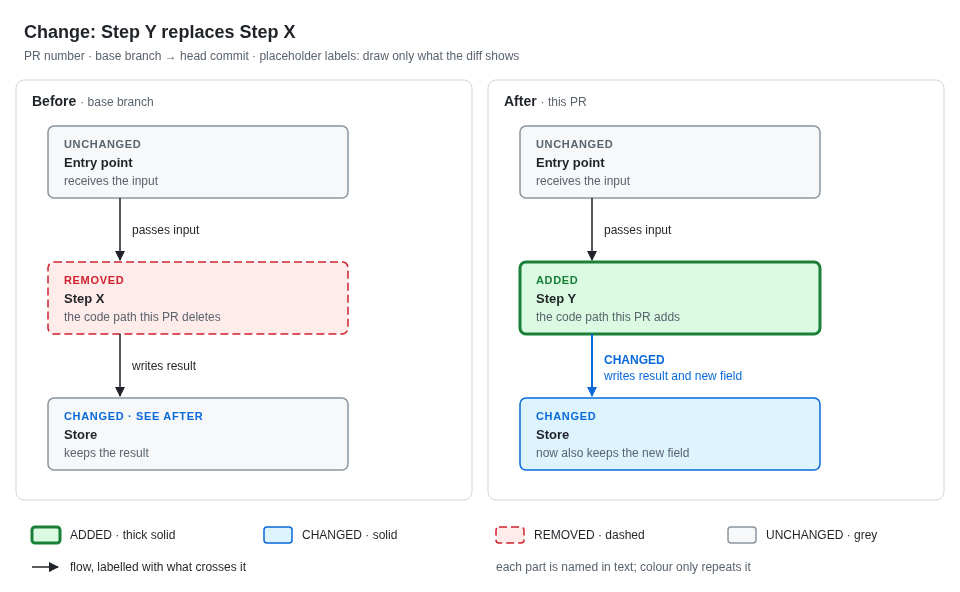 Change: Step Y replaces Step X
PR number · base branch → head commit · placeholder labels: draw only what the diff shows
Before · base branch
UNCHANGED
Entry point
receives the input
passes input
REMOVED
Step X
the code path this PR deletes
writes result
CHANGED · SEE AFTER
Store
keeps the result
After · this PR
UNCHANGED
Entry point
receives the input
passes input
ADDED
Step Y
the code path this PR adds
CHANGED
writes result and new field
CHANGED
Store
now also keeps the new field
ADDED · thick solid
CHANGED · solid
REMOVED · dashed
UNCHANGED · grey
flow, labelled with what crosses it
each part is named in text; colour only repeats it